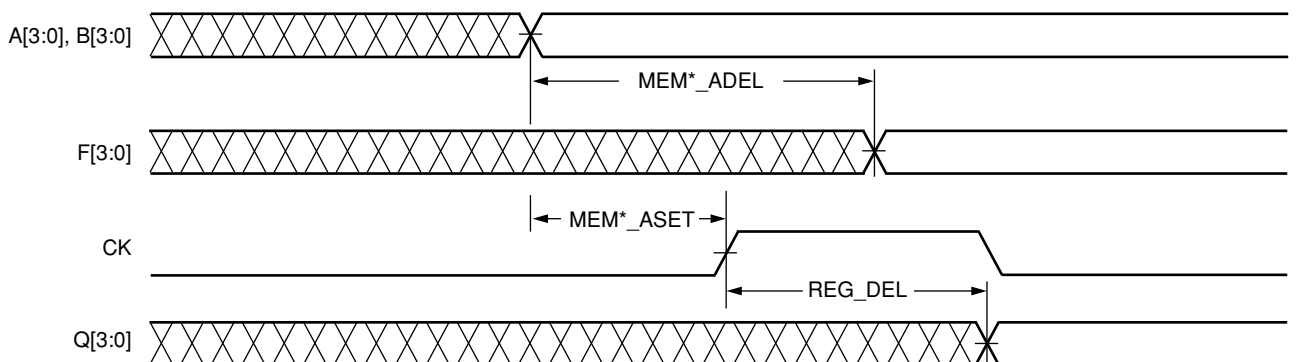 A[3:0], B[3:0]
MEM*_ADEL
F[3:0]
MEM*_ASET
CK
REG_DEL
Q[3:0]